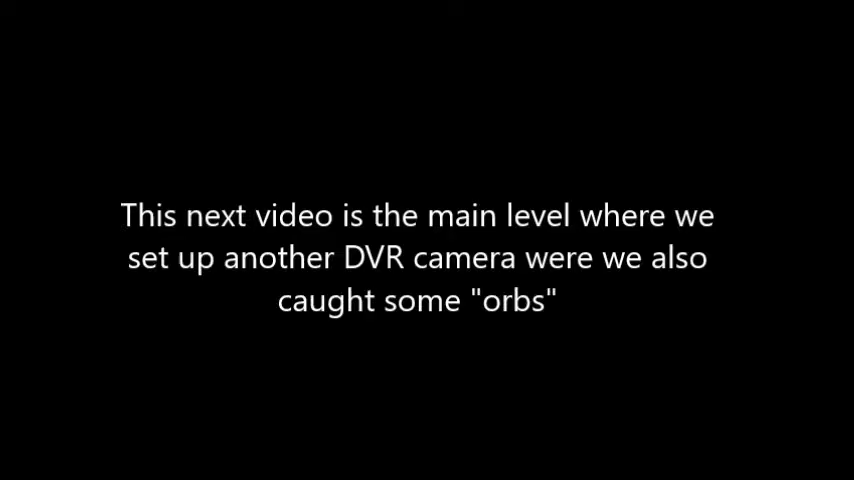 This next video is the main level where we
set up another DVR camera were we also
caught some "orbs"